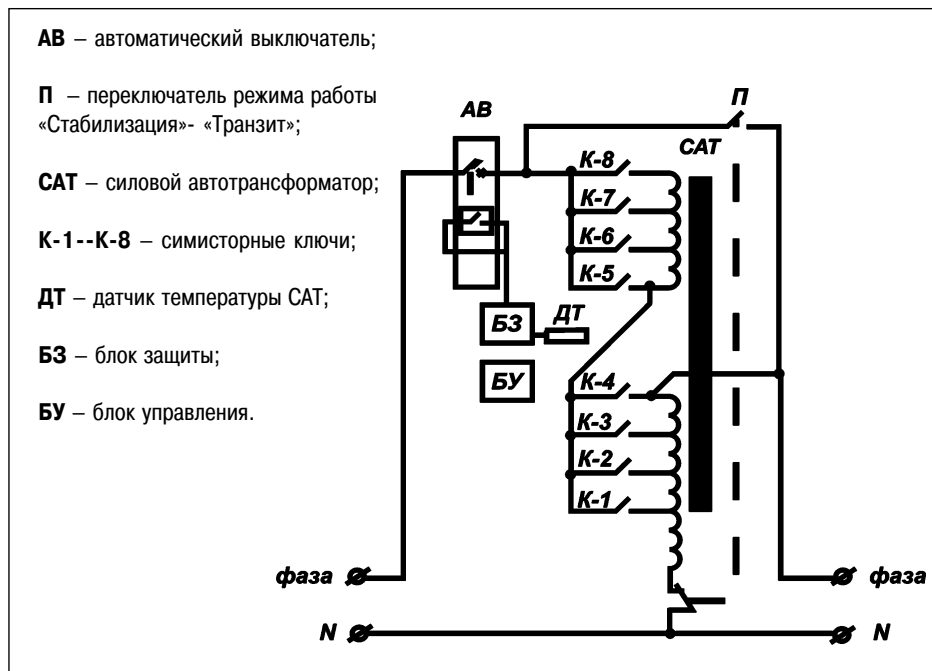 АВ – автоматический выключатель;
П – переключатель режима работы
«Стабилизация»- «Транзит»;
САТ – силовой автотрансформатор;
К-1--К-8 – симисторные ключи;
ДТ – датчик температуры САТ;
БЗ – блок защиты;
БУ – блок управления.
АВ
П
САТ
К-8
К-7
К-6
К-5
БЗ
ДТ
БУ
К-4
К-3
К-2
К-1
фаза
фаза
N
N